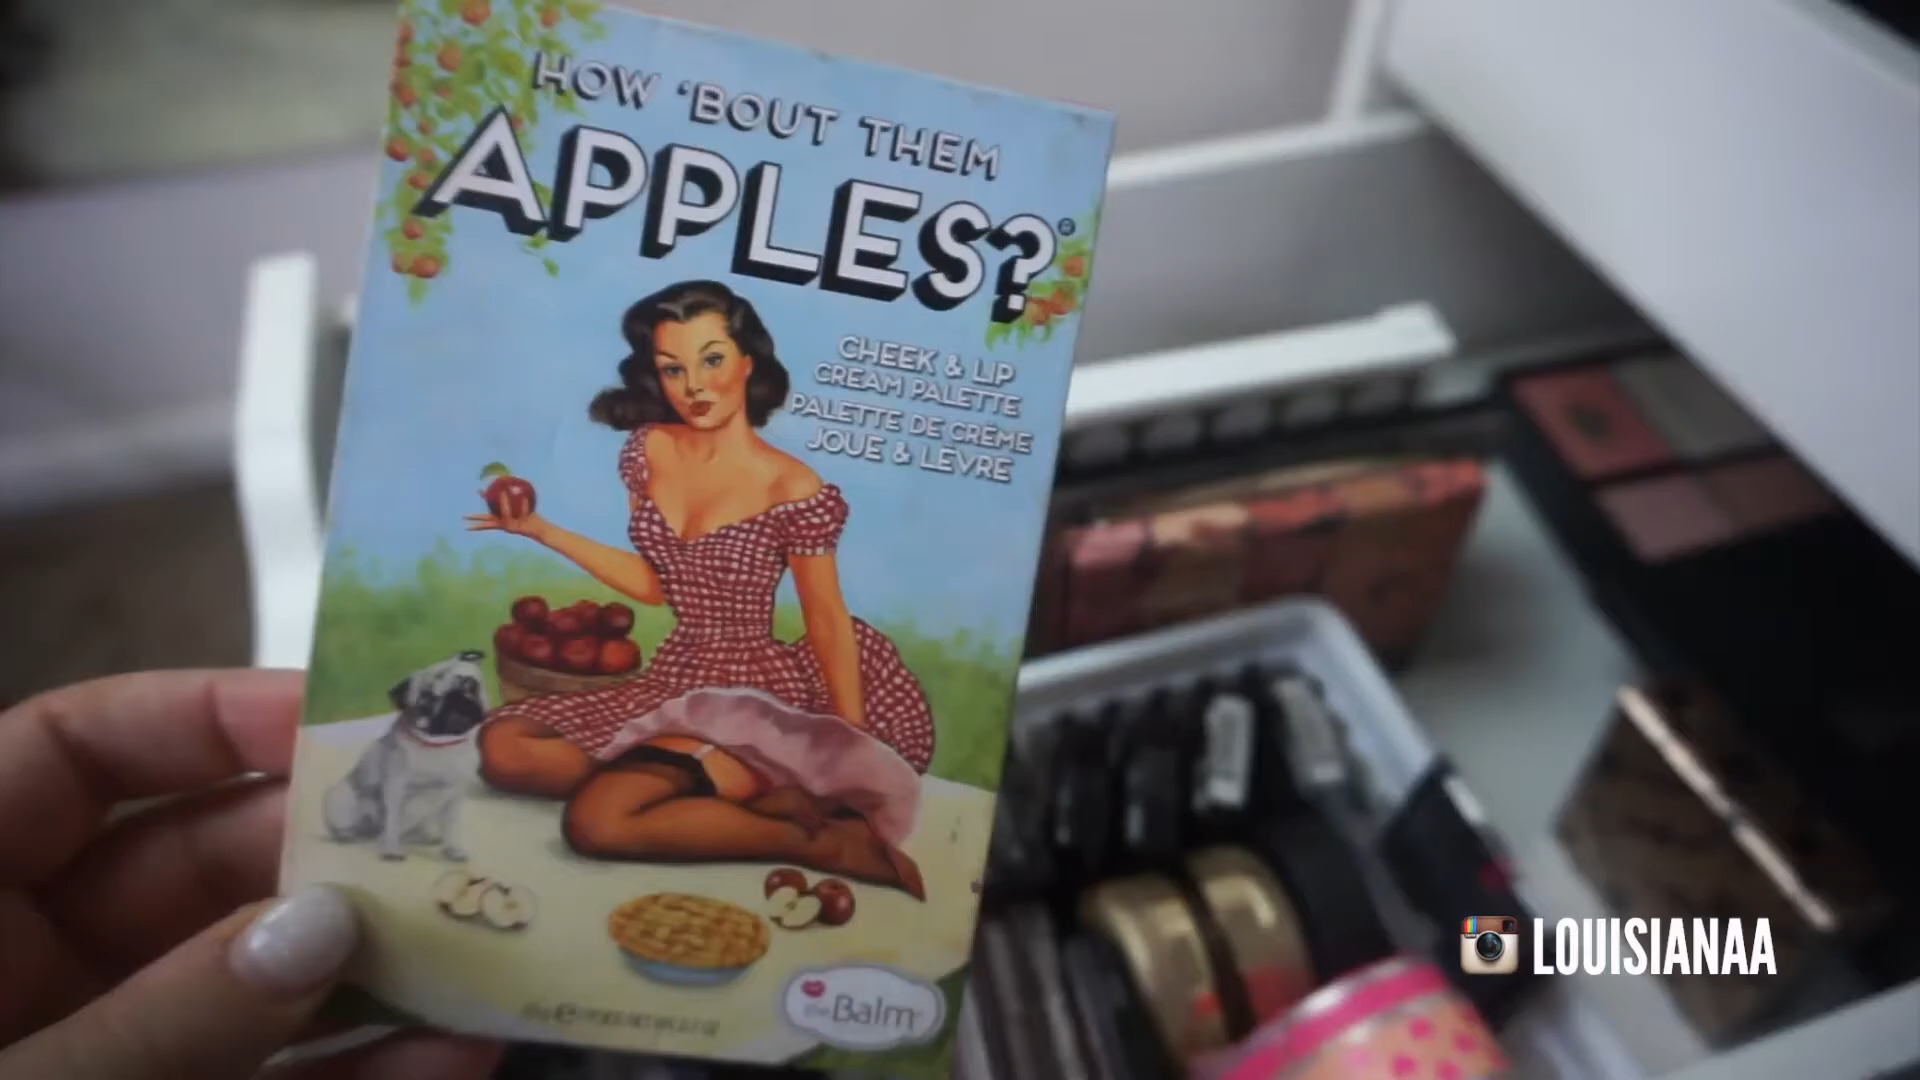 HOW 'BOUT THEM
APPLES?®
CHEEK & LIP
CREAM PALETTE
PALETTE DE CRÈME
JOUE & LÈVRE
theBalm
LOUISIANAA